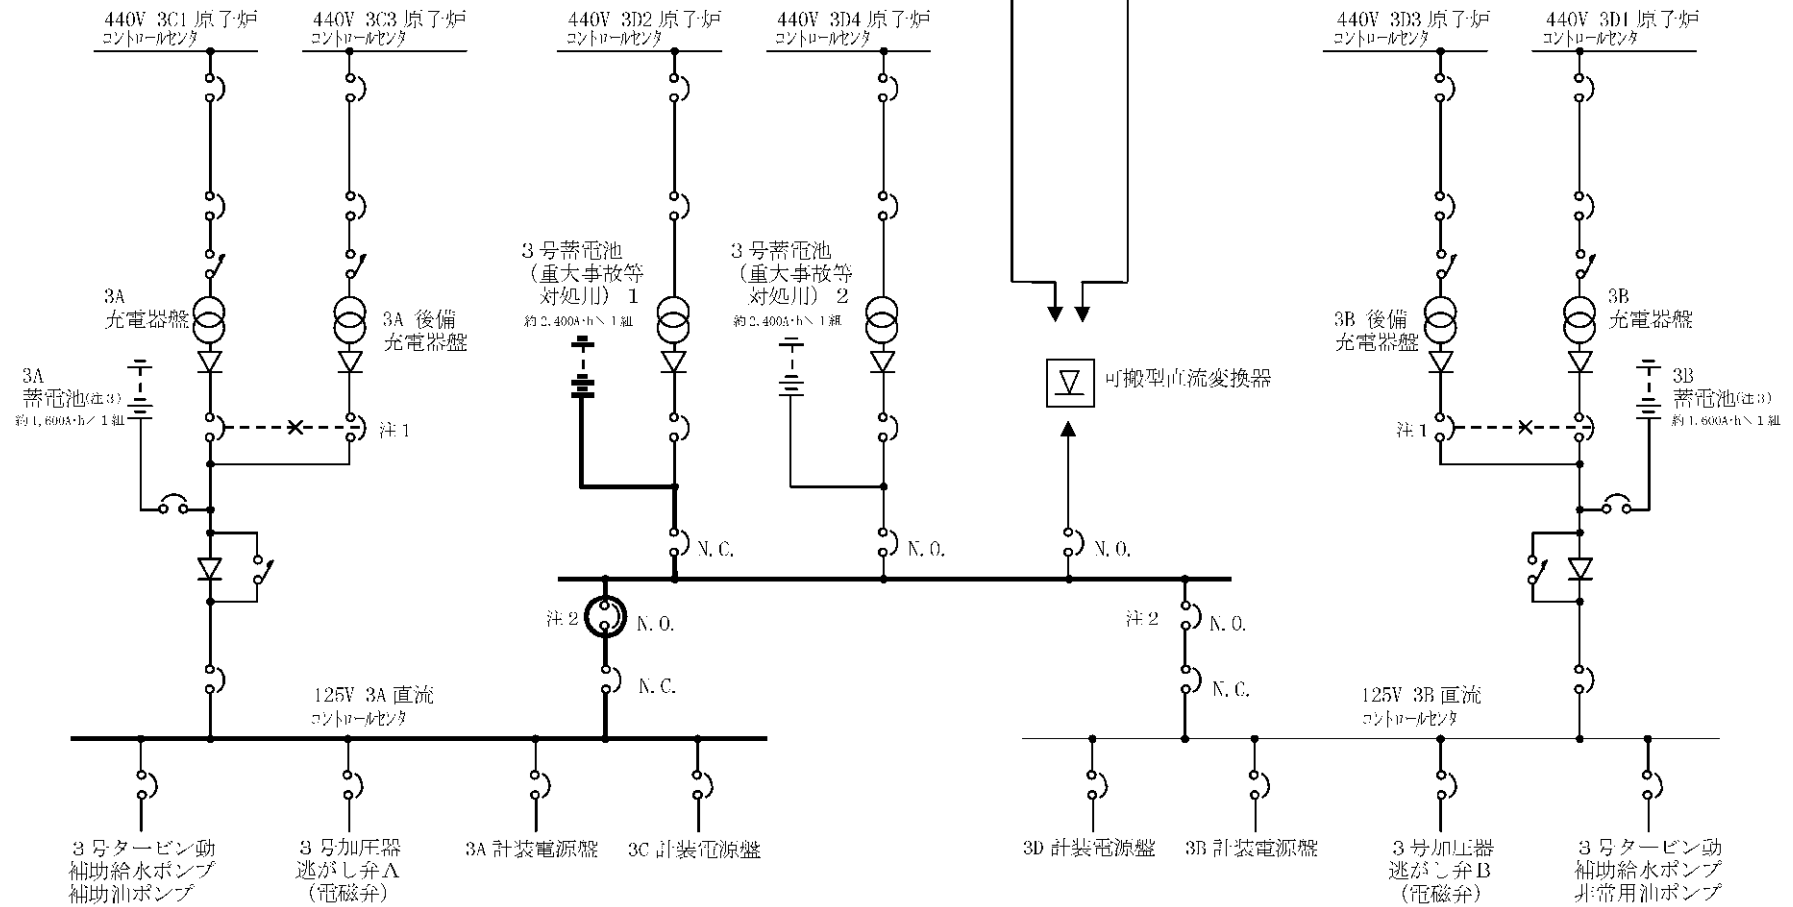 440V 3C1 原子炉
コントロールセンタ
440V 3C3 原子炉
コントロールセンタ
440V 3D2 原子炉
コントロールセンタ
440V 3D4 原子炉
コントロールセンタ
440V 3D3 原子炉
コントロールセンタ
440V 3D1 原子炉
コントロールセンタ
3A
充電器盤
3A 後備
充電器盤
3号蓄電池
(重大事故等
対処用) 1
約2,400A・h/1組
3号蓄電池
(重大事故等
対処用) 2
約2,400A・h/1組
3B 後備
充電器盤
3B
充電器盤
3A
蓄電池(注3)
約1,600A・h/1組
可搬型直流変換器
3B
蓄電池(注3)
約1,600A・h/1組
注1
注1
N.C.
N.O.
N.O.
注2
N.O.
注2
N.O.
N.C.
N.C.
125V 3A 直流
コントロールセンタ
125V 3B 直流
コントロールセンタ
3号タービン動
補助給水ポンプ
補助油ポンプ
3号加圧器
逃がし弁A
(電磁弁)
3A 計装電源盤
3C 計装電源盤
3D 計装電源盤
3B 計装電源盤
3号加圧器
逃がし弁B
(電磁弁)
3号タービン動
補助給水ポンプ
非常用油ポンプ